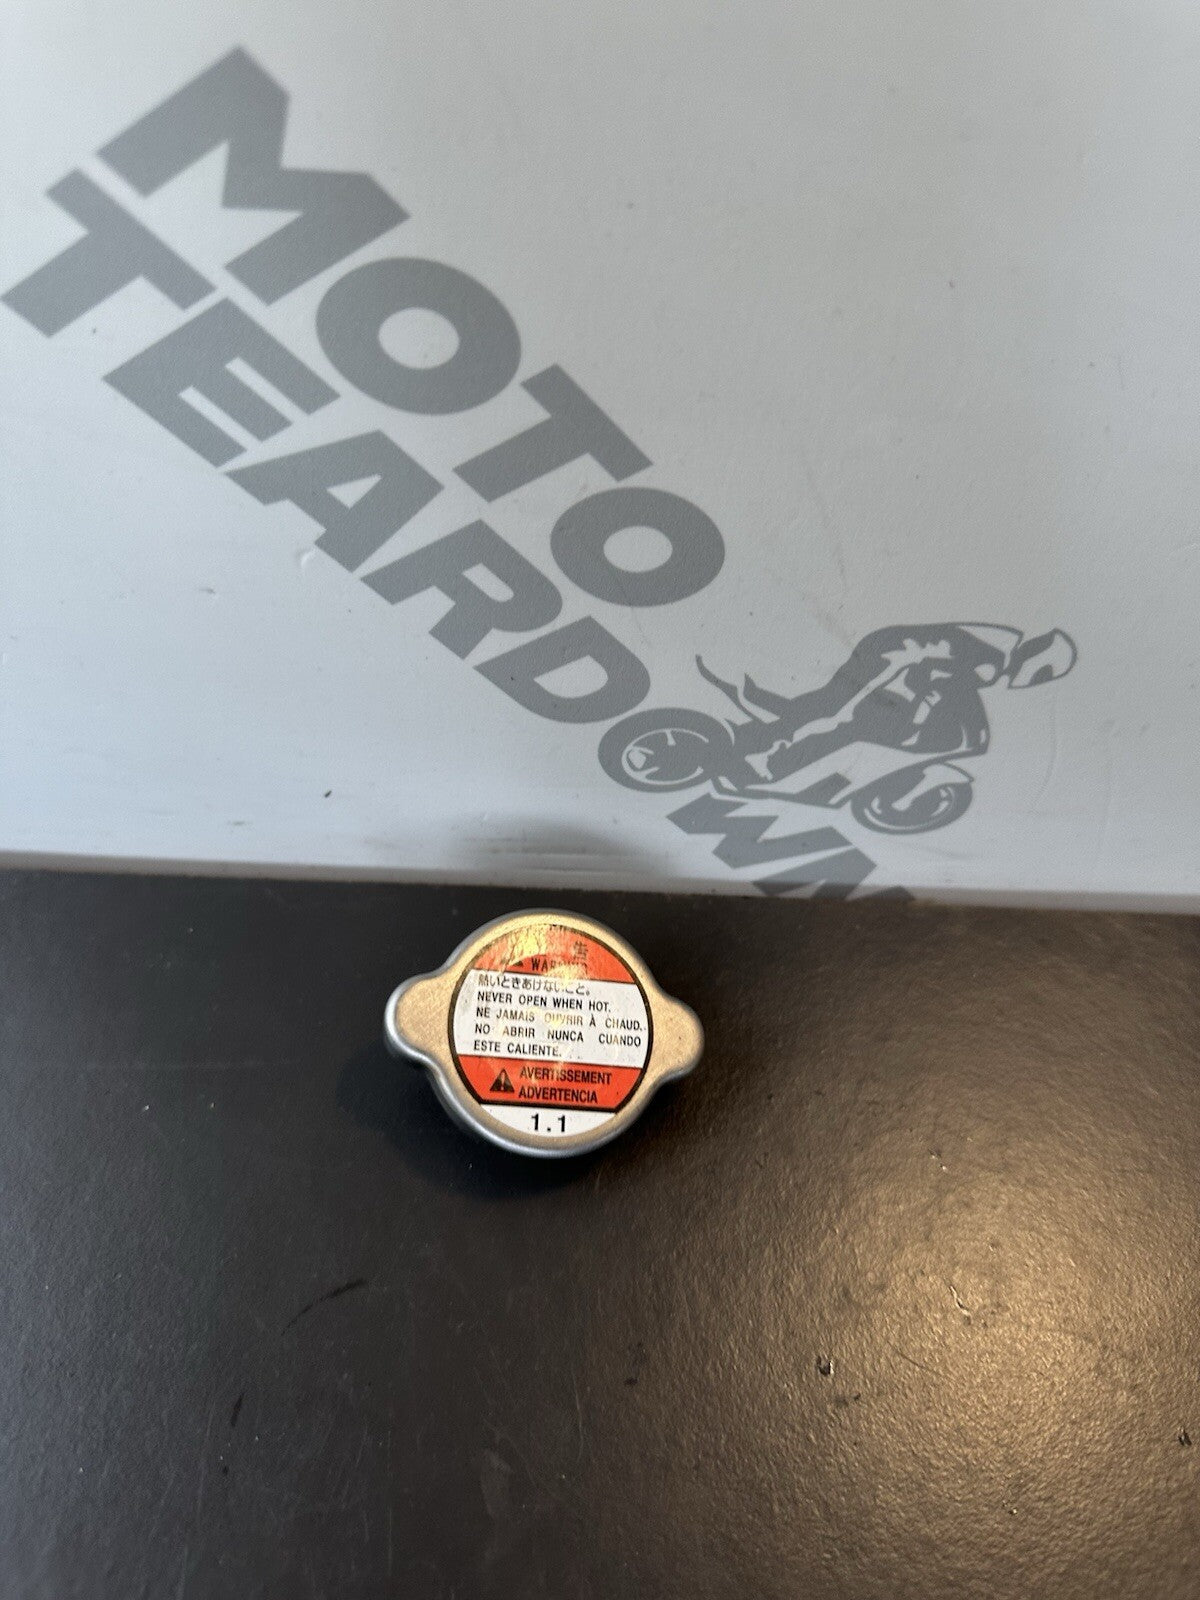 MOTO
TEARDOWN
WARNING
熱いときあけないこと。
NEVER OPEN WHEN HOT.
NE JAMAIS OUVRIR À CHAUD.
NO ABRIR NUNCA CUANDO
ESTE CALIENTE.
AVERTISSEMENT
ADVERTENCIA
1.1